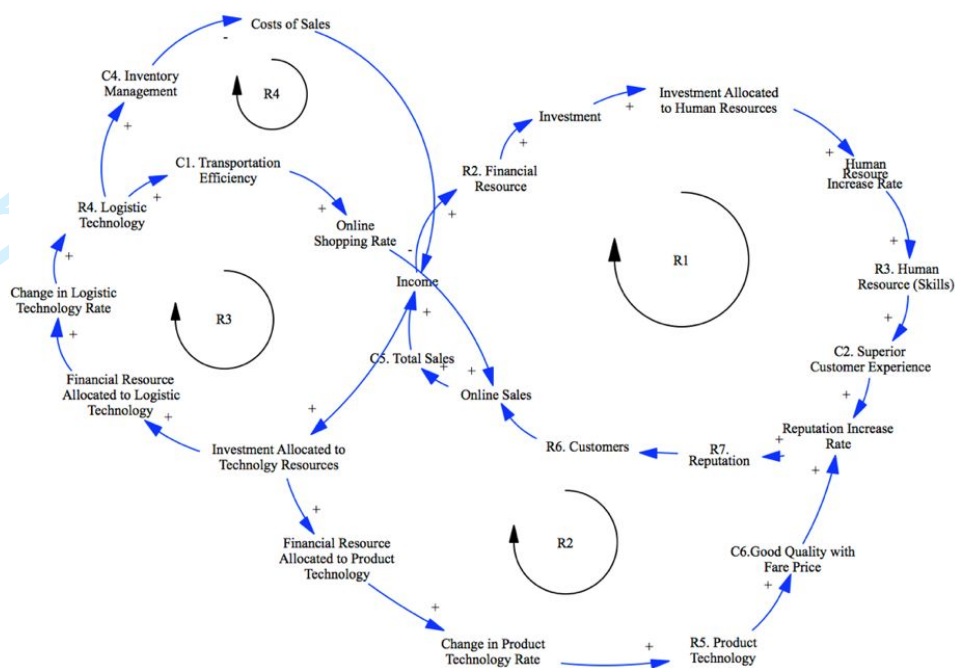 Costs of Sales
-
C4. Inventory
Management
R4
+
Investment Allocated
to Human Resources
+
Investment
+
C1. Transportation
Efficiency
R2. Financial
Resource
+
Human
Resoure
Increase Rate
+
+
R4. Logistic
Technology
+
Online
Shopping Rate
+
-
+
R1
R3. Human
Resource (Skills)
+
Income
Change in Logistic
Technology Rate
R3
+
+
+
C5. Total Sales
+
+
C2. Superior
Customer Experience
Financial Resource
Allocated to Logistic
Technology
Online Sales
+
+
+
Reputation Increase
Rate
+
Investment Allocated to
Technolgy Resources
R6. Customers
R7.
Reputation
+
+
Financial Resource
Allocated to Product
Technology
R2
C6.Good Quality with
Fare Price
+
+
Change in Product
Technology Rate
+
R5. Product
Technology